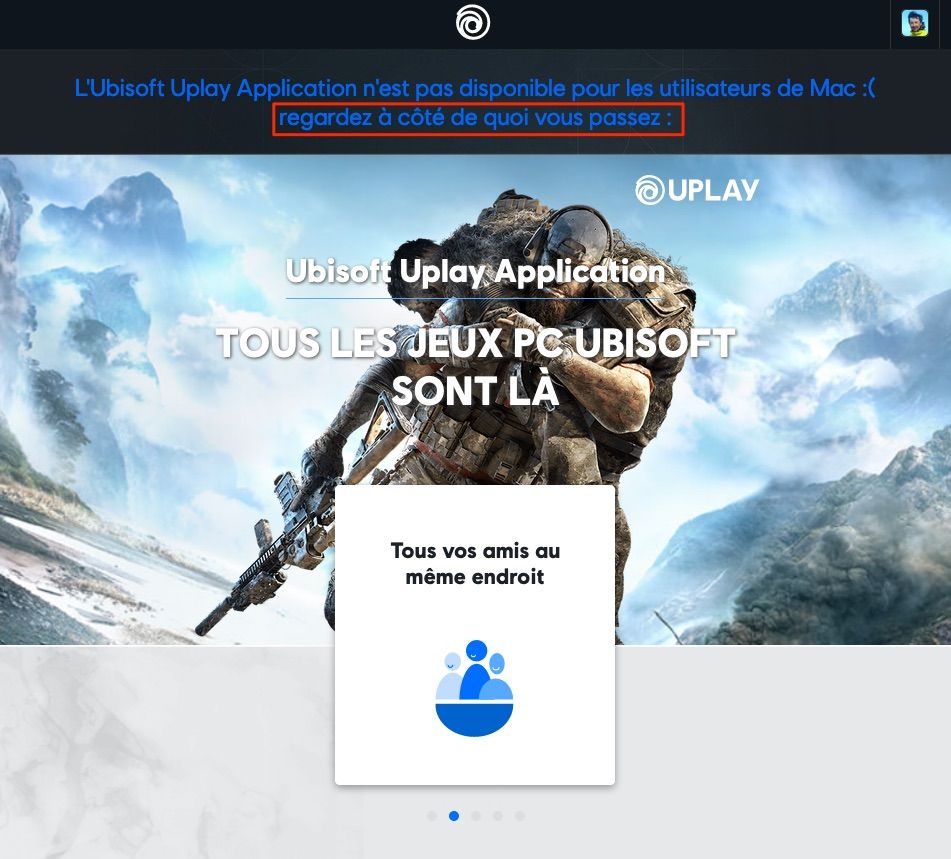 L'Ubisoft Uplay Application n'est pas disponible pour les utilisateurs de Mac :(
regardez à côté de quoi vous passez :
UPLAY
Ubisoft Uplay Application
TOUS LES JEUX PC UBISOFT
SONT LÀ
Tous vos amis au
même endroit